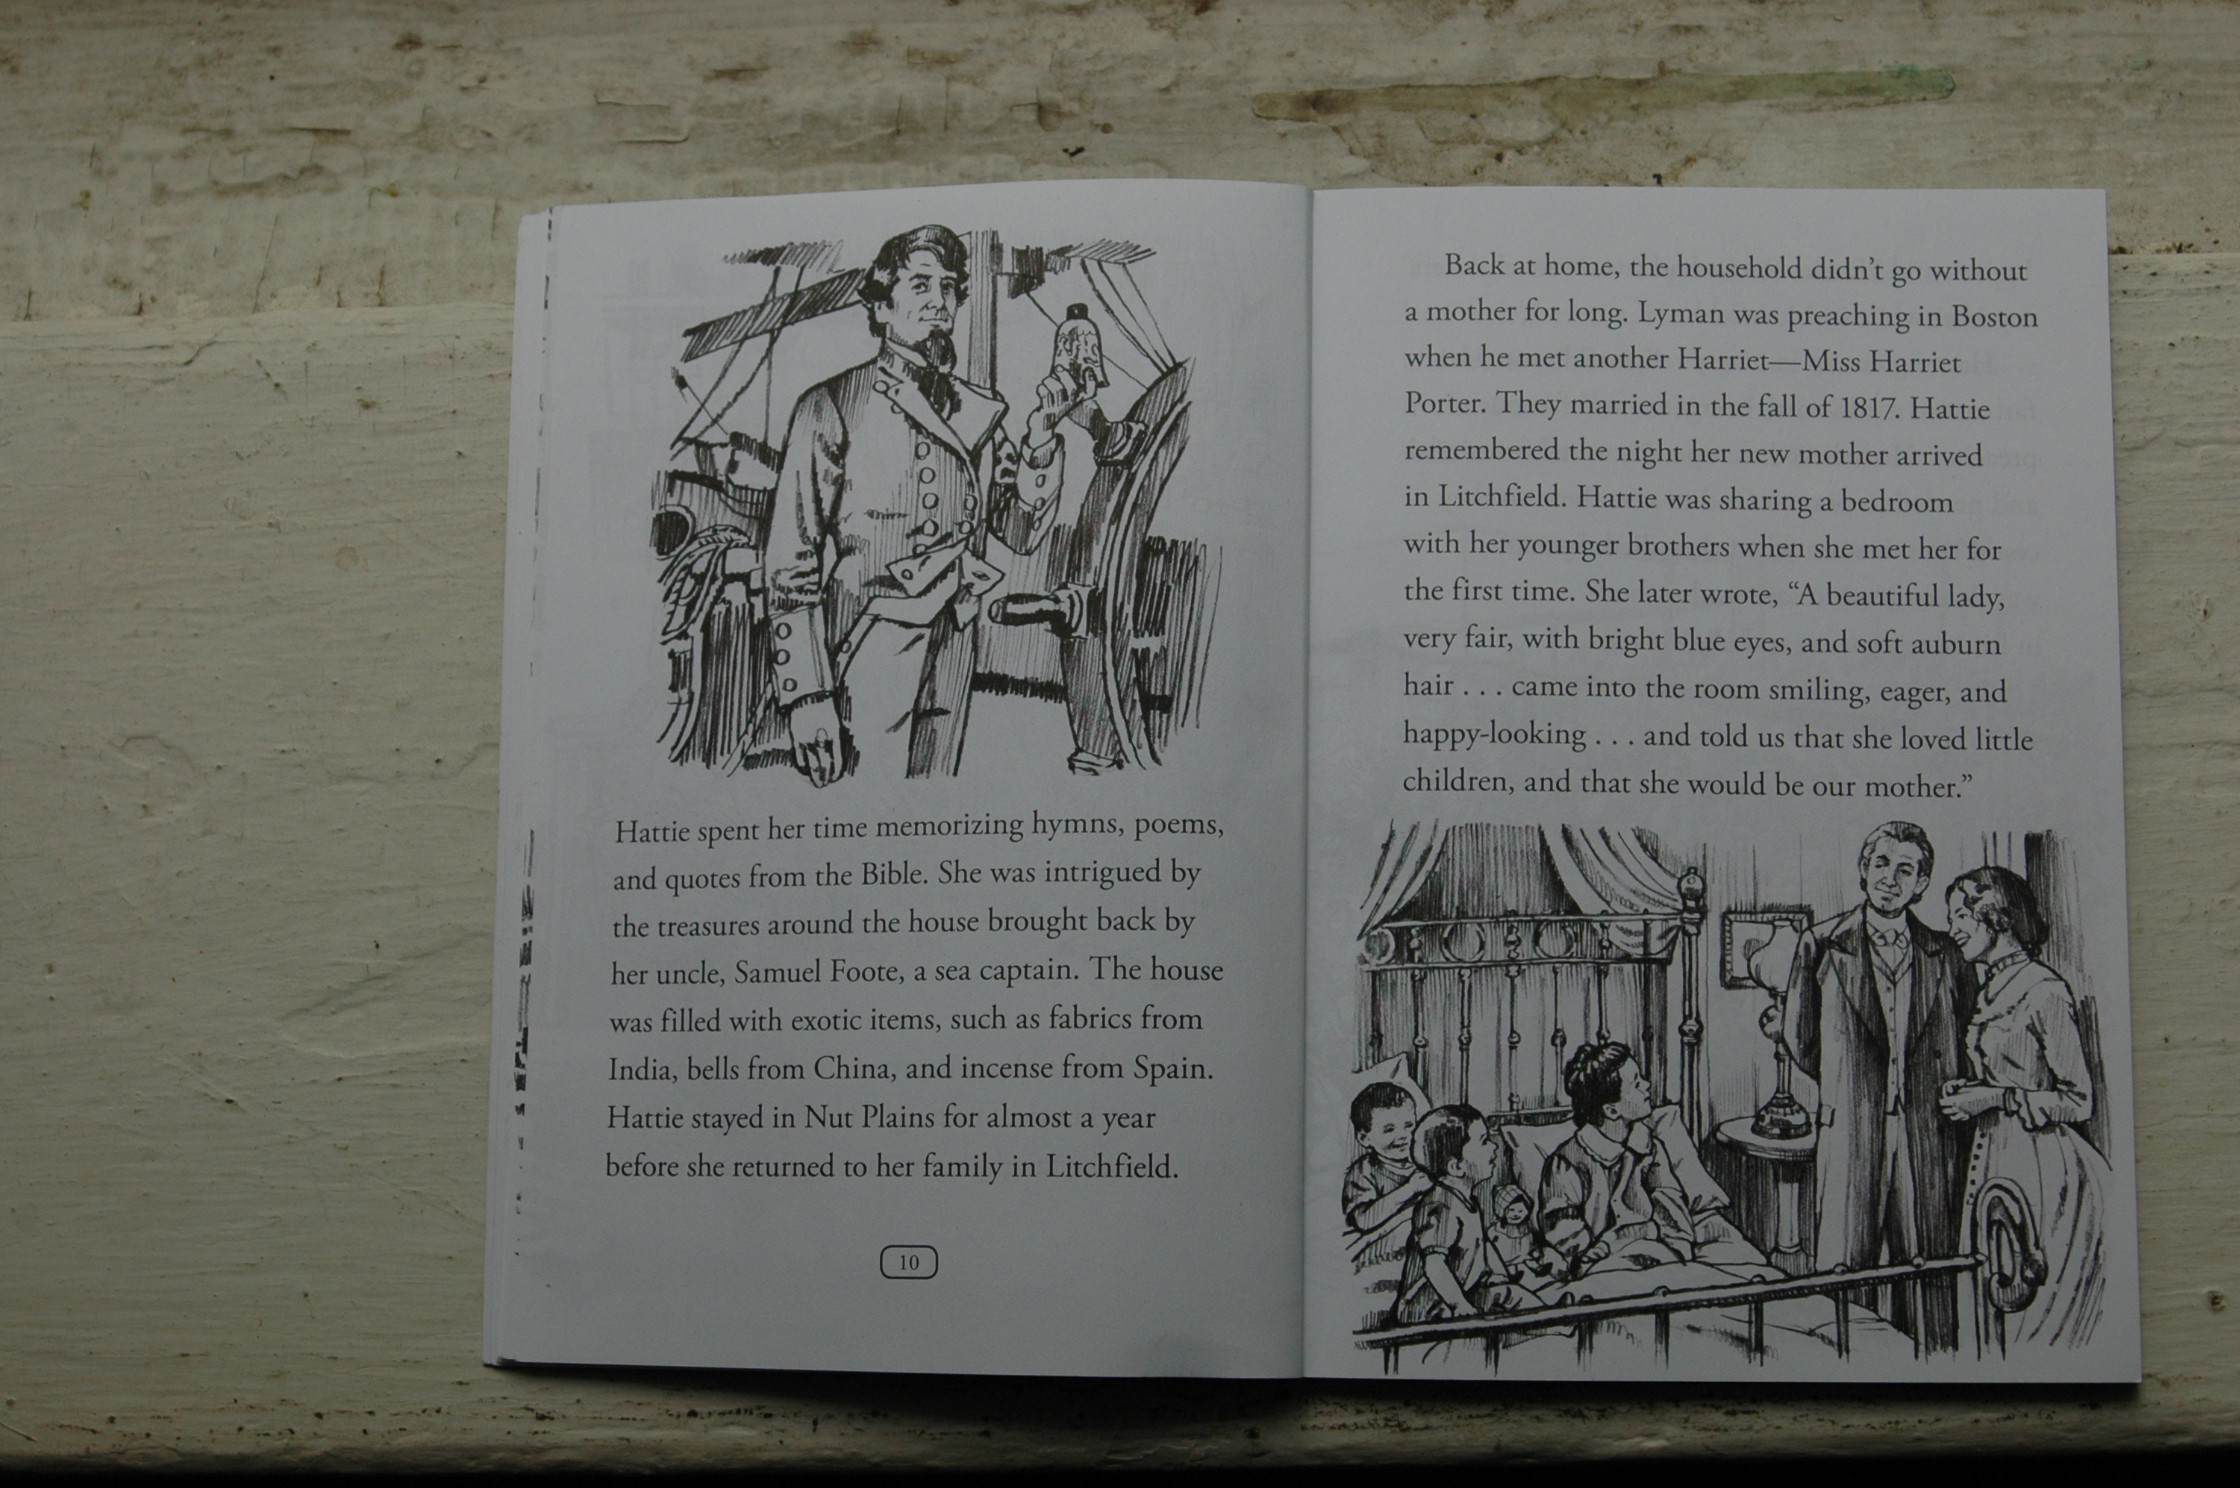 Hattie spent her time memorizing hymns, poems,
and quotes from the Bible. She was intrigued by
the treasures around the house brought back by
her uncle, Samuel Foote, a sea captain. The house
was filled with exotic items, such as fabrics from
India, bells from China, and incense from Spain.
Hattie stayed in Nut Plains for almost a year
before she returned to her family in Litchfield.
10
Back at home, the household didn’t go without
a mother for long. Lyman was preaching in Boston
when he met another Harriet—Miss Harriet
Porter. They married in the fall of 1817. Hattie
remembered the night her new mother arrived
in Litchfield. Hattie was sharing a bedroom
with her younger brothers when she met her for
the first time. She later wrote, “A beautiful lady,
very fair, with bright blue eyes, and soft auburn
hair . . . came into the room smiling, eager, and
happy-looking . . . and told us that she loved little
children, and that she would be our mother.”